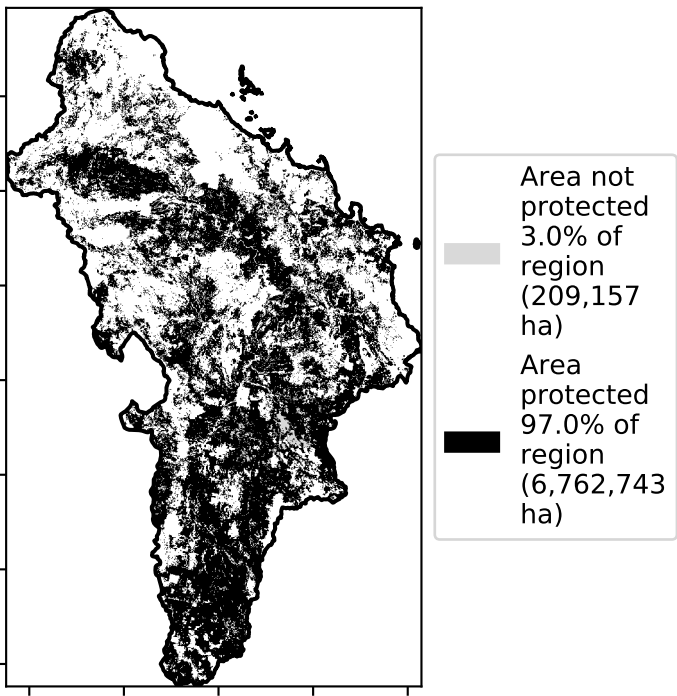 Area not
protected
3.0% of
region
(209,157
ha)
Area
protected
97.0% of
region
(6,762,743
ha)